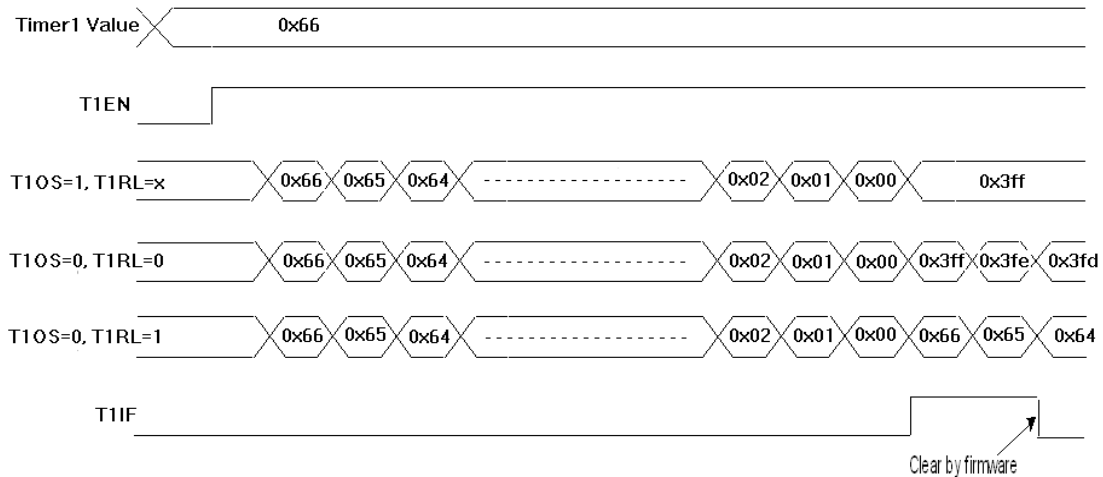 Timer1 Value 0x66
T1EN
T1OS=1, T1RL=x 0x66 0x65 0x64 0x02 0x01 0x00 0x3ff
T1OS=0, T1RL=0 0x66 0x65 0x64 0x02 0x01 0x00 0x3ff 0x3fe 0x3fd
T1OS=0, T1RL=1 0x66 0x65 0x64 0x02 0x01 0x00 0x66 0x65 0x64
T1IF
Clear by firmware